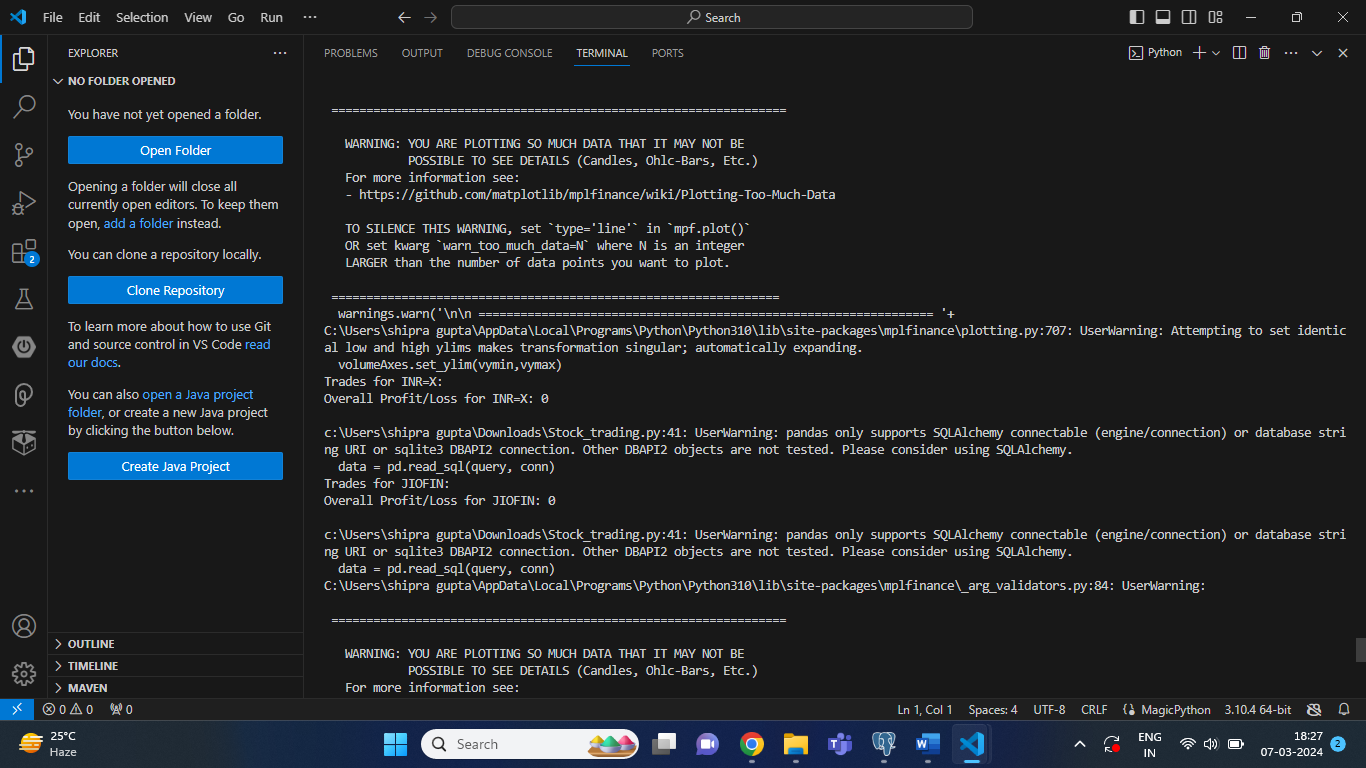 File Edit Selection View Go Run ···
Search
EXPLORER
NO FOLDER OPENED
You have not yet opened a folder.
Open Folder
Opening a folder will close all
currently open editors. To keep them
open, add a folder instead.
You can clone a repository locally.
Clone Repository
To learn more about how to use Git
and source control in VS Code read
our docs.
You can also open a Java project
folder, or create a new Java project
by clicking the button below.
Create Java Project
OUTLINE
TIMELINE
MAVEN
2
PROBLEMS OUTPUT DEBUG CONSOLE TERMINAL PORTS
Python
=================================================================
WARNING: YOU ARE PLOTTING SO MUCH DATA THAT IT MAY NOT BE
POSSIBLE TO SEE DETAILS (Candles, Ohlc-Bars, Etc.)
For more information see:
- https://github.com/matplotlib/mplfinance/wiki/Plotting-Too-Much-Data
TO SILENCE THIS WARNING, set `type='line'` in `mpf.plot()`
OR set kwarg `warn_too_much_data=N` where N is an integer
LARGER than the number of data points you want to plot.
================================================================
warnings.warn('\n\n ================================================================= '+
C:\Users\shipra gupta\AppData\Local\Programs\Python\Python310\lib\site-packages\mplfinance\plotting.py:707: UserWarning: Attempting to set identic
al low and high ylims makes transformation singular; automatically expanding.
volumeAxes.set_ylim(vymin,vymax)
Trades for INR=X:
Overall Profit/Loss for INR=X: 0
c:\Users\shipra gupta\Downloads\Stock_trading.py:41: UserWarning: pandas only supports SQLAlchemy connectable (engine/connection) or database stri
ng URI or sqlite3 DBAPI2 connection. Other DBAPI2 objects are not tested. Please consider using SQLAlchemy.
data = pd.read_sql(query, conn)
Trades for JIOFIN:
Overall Profit/Loss for JIOFIN: 0
c:\Users\shipra gupta\Downloads\Stock_trading.py:41: UserWarning: pandas only supports SQLAlchemy connectable (engine/connection) or database stri
ng URI or sqlite3 DBAPI2 connection. Other DBAPI2 objects are not tested. Please consider using SQLAlchemy.
data = pd.read_sql(query, conn)
C:\Users\shipra gupta\AppData\Local\Programs\Python\Python310\lib\site-packages\mplfinance\_arg_validators.py:84: UserWarning:
=================================================================
WARNING: YOU ARE PLOTTING SO MUCH DATA THAT IT MAY NOT BE
POSSIBLE TO SEE DETAILS (Candles, Ohlc-Bars, Etc.)
For more information see:
0 0 0 Ln 1, Col 1 Spaces: 4 UTF-8 CRLF MagicPython 3.10.4 64-bit
25°C
Haze
Search
ENG
IN
18:27
07-03-2024
2